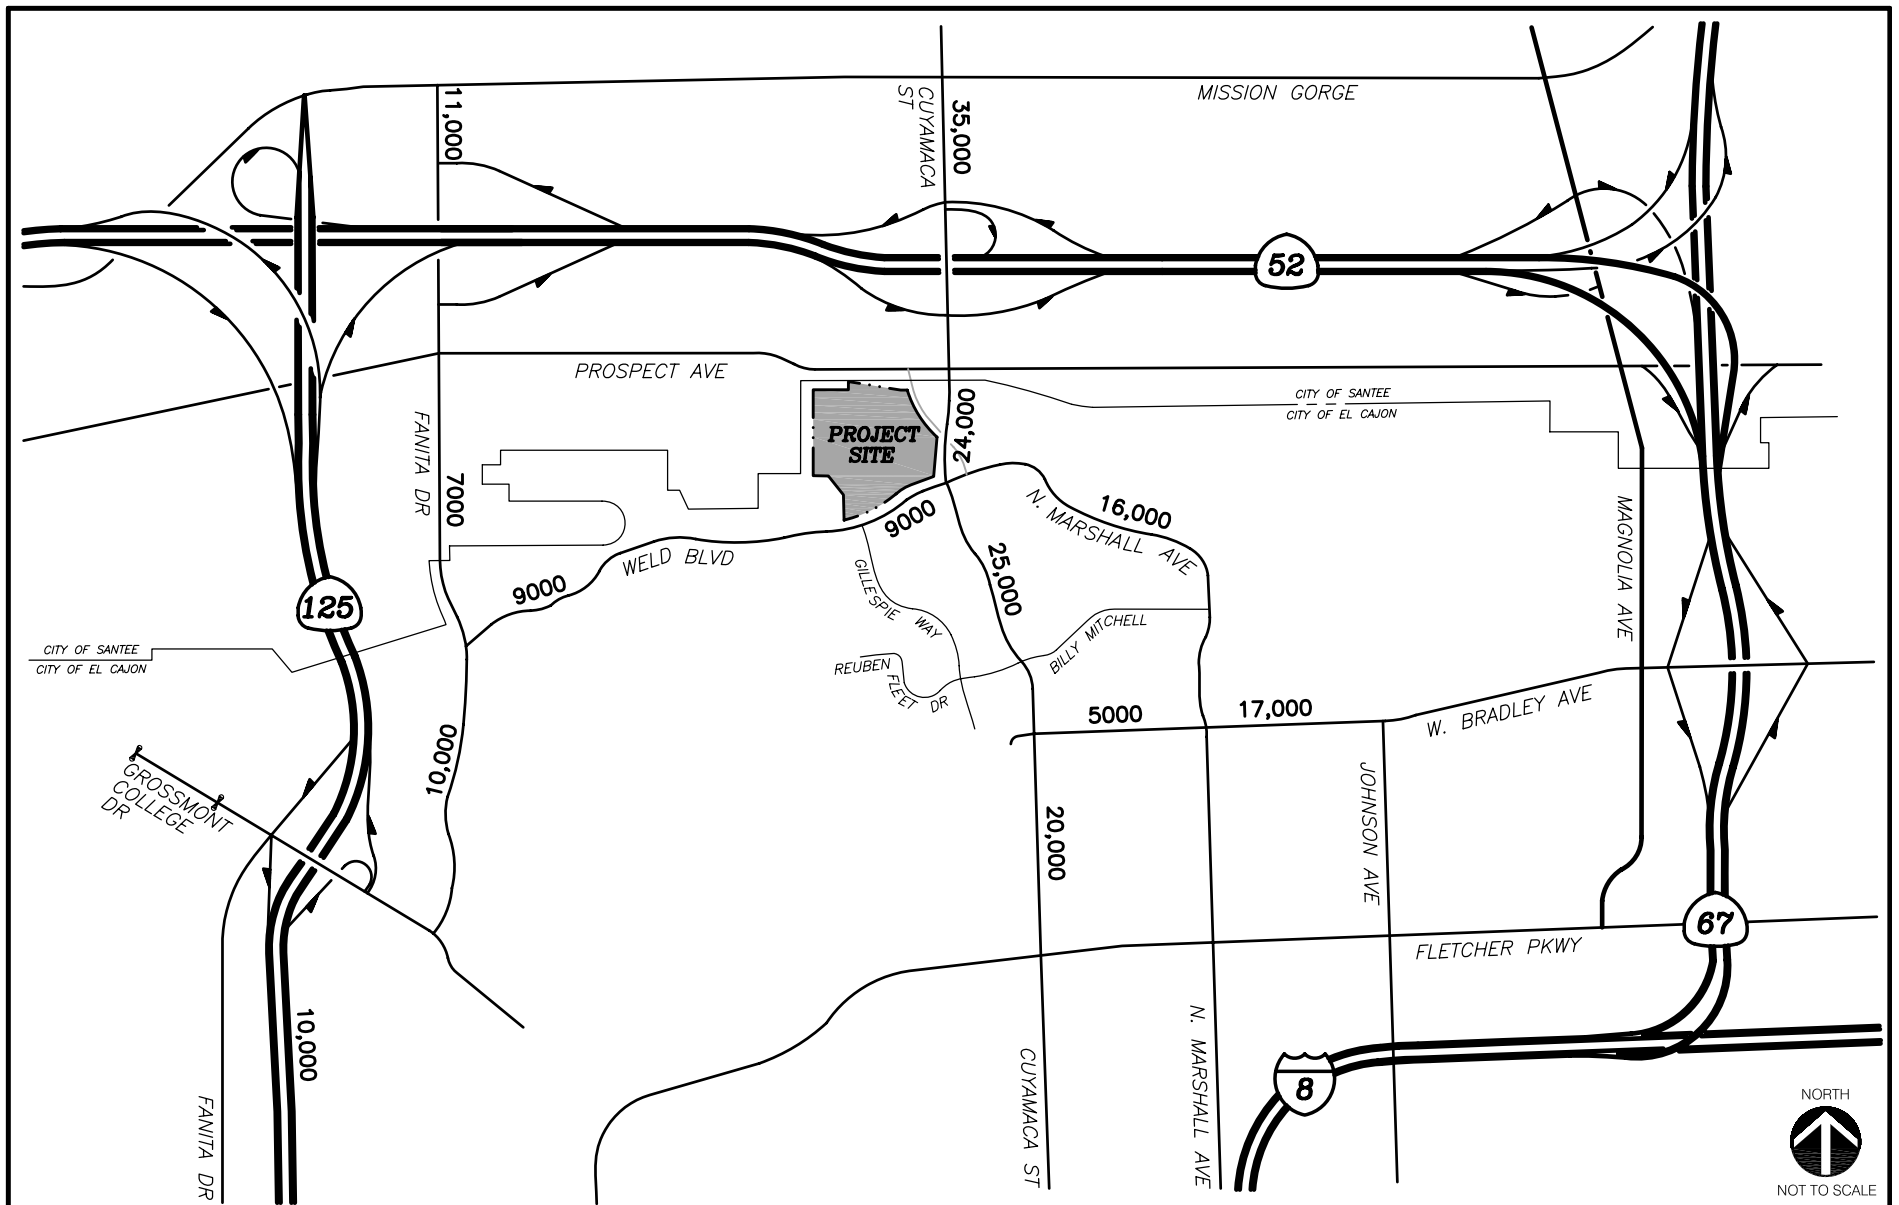 MISSION GORGE
11,000
CUYAMACA
ST
35,000
52
PROSPECT AVE
CITY OF SANTEE
CITY OF EL CAJON
PROJECT
SITE
24,000
FANITA DR
7000
9000
N. MARSHALL AVE
16,000
MAGNOLIA AVE
WELD BLVD
9000
25,000
GILLESPIE WAY
BILLY MITCHELL
REUBEN FLEET DR
125
CITY OF SANTEE
CITY OF EL CAJON
5000
17,000
W. BRADLEY AVE
10,000
GROSSMONT
COLLEGE
DR
20,000
JOHNSON AVE
67
FLETCHER PKWY
10,000
FANITA DR
CUYAMACA ST
N. MARSHALL AVE
8
NORTH
NOT TO SCALE